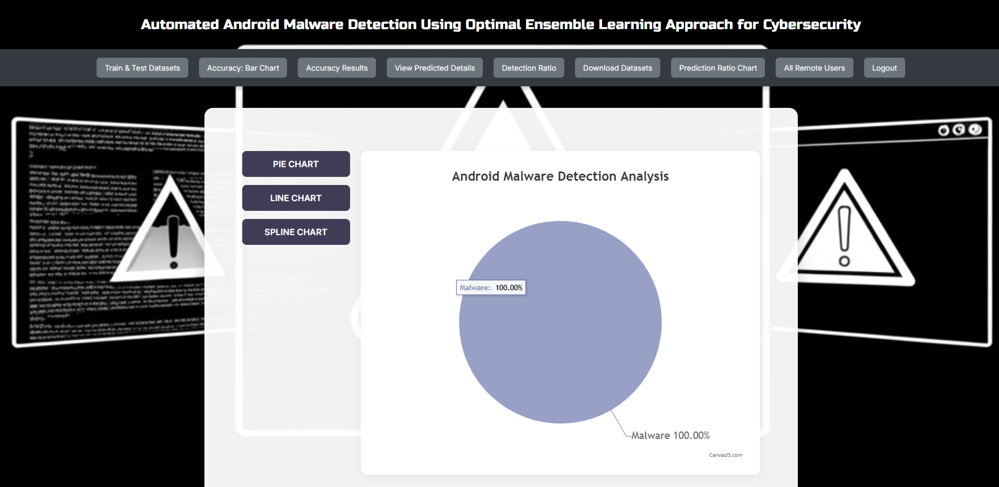 Automated Android Malware Detection Using Optimal Ensemble Learning Approach for Cybersecurity
Train & Test Datasets
Accuracy: Bar Chart
Accuracy Results
View Predicted Details
Detection Ratio
Download Datasets
Prediction Ratio Chart
All Remote Users
Logout
PIE CHART
LINE CHART
SPLINE CHART
Android Malware Detection Analysis
Malware: 100.00%
Malware 100.00%
CanvasJS.com